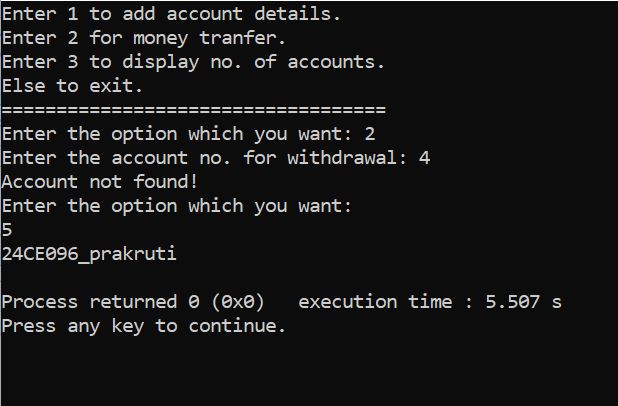 Enter 1 to add account details.
Enter 2 for money tranfer.
Enter 3 to display no. of accounts.
Else to exit.
===================================
Enter the option which you want: 2
Enter the account no. for withdrawal: 4
Account not found!
Enter the option which you want:
5
24CE096_prakruti
Process returned 0 (0x0)   execution time : 5.507 s
Press any key to continue.